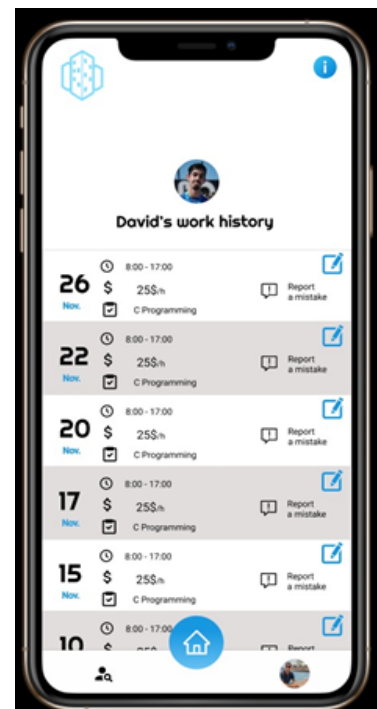 i
David's work history
8:00 - 17:00
26
Nov.
$ 25$/h
C Programming
Report
a mistake
8:00 - 17:00
22
Nov.
$ 25$/h
C Programming
Report
a mistake
8:00 - 17:00
20
Nov.
$ 25$/h
C Programming
Report
a mistake
8:00 - 17:00
17
Nov.
$ 25$/h
C Programming
Report
a mistake
8:00 - 17:00
15
Nov.
$ 25$/h
C Programming
Report
a mistake
8:00 - 17:00
10
Report